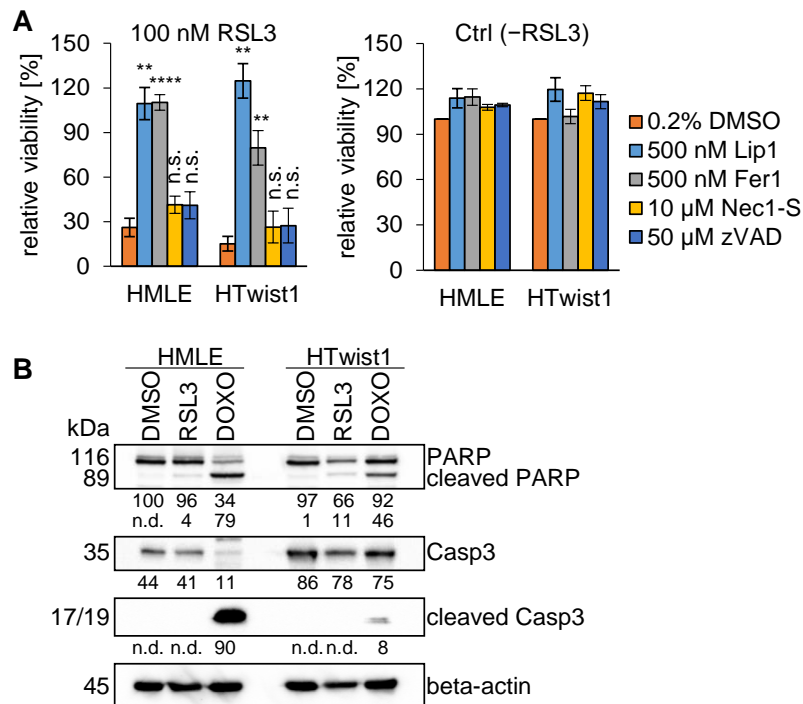 A
100 nM RSL3
Ctrl (−RSL3)
relative viability [%]
150
120
90
60
30
0
** **** n.s. n.s.
** ** n.s. n.s.
HMLE HTwist1
relative viability [%]
150
120
90
60
30
0
HMLE HTwist1
0.2% DMSO
500 nM Lip1
500 nM Fer1
10 µM Nec1-S
50 µM zVAD
B
HMLE HTwist1
DMSO RSL3 DOXO DMSO RSL3 DOXO
kDa
116 PARP
89 cleaved PARP
100 96 34 97 66 92
n.d. 4 79 1 11 46
35 Casp3
44 41 11 86 78 75
17/19 cleaved Casp3
n.d. n.d. 90 n.d. n.d. 8
45 beta-actin